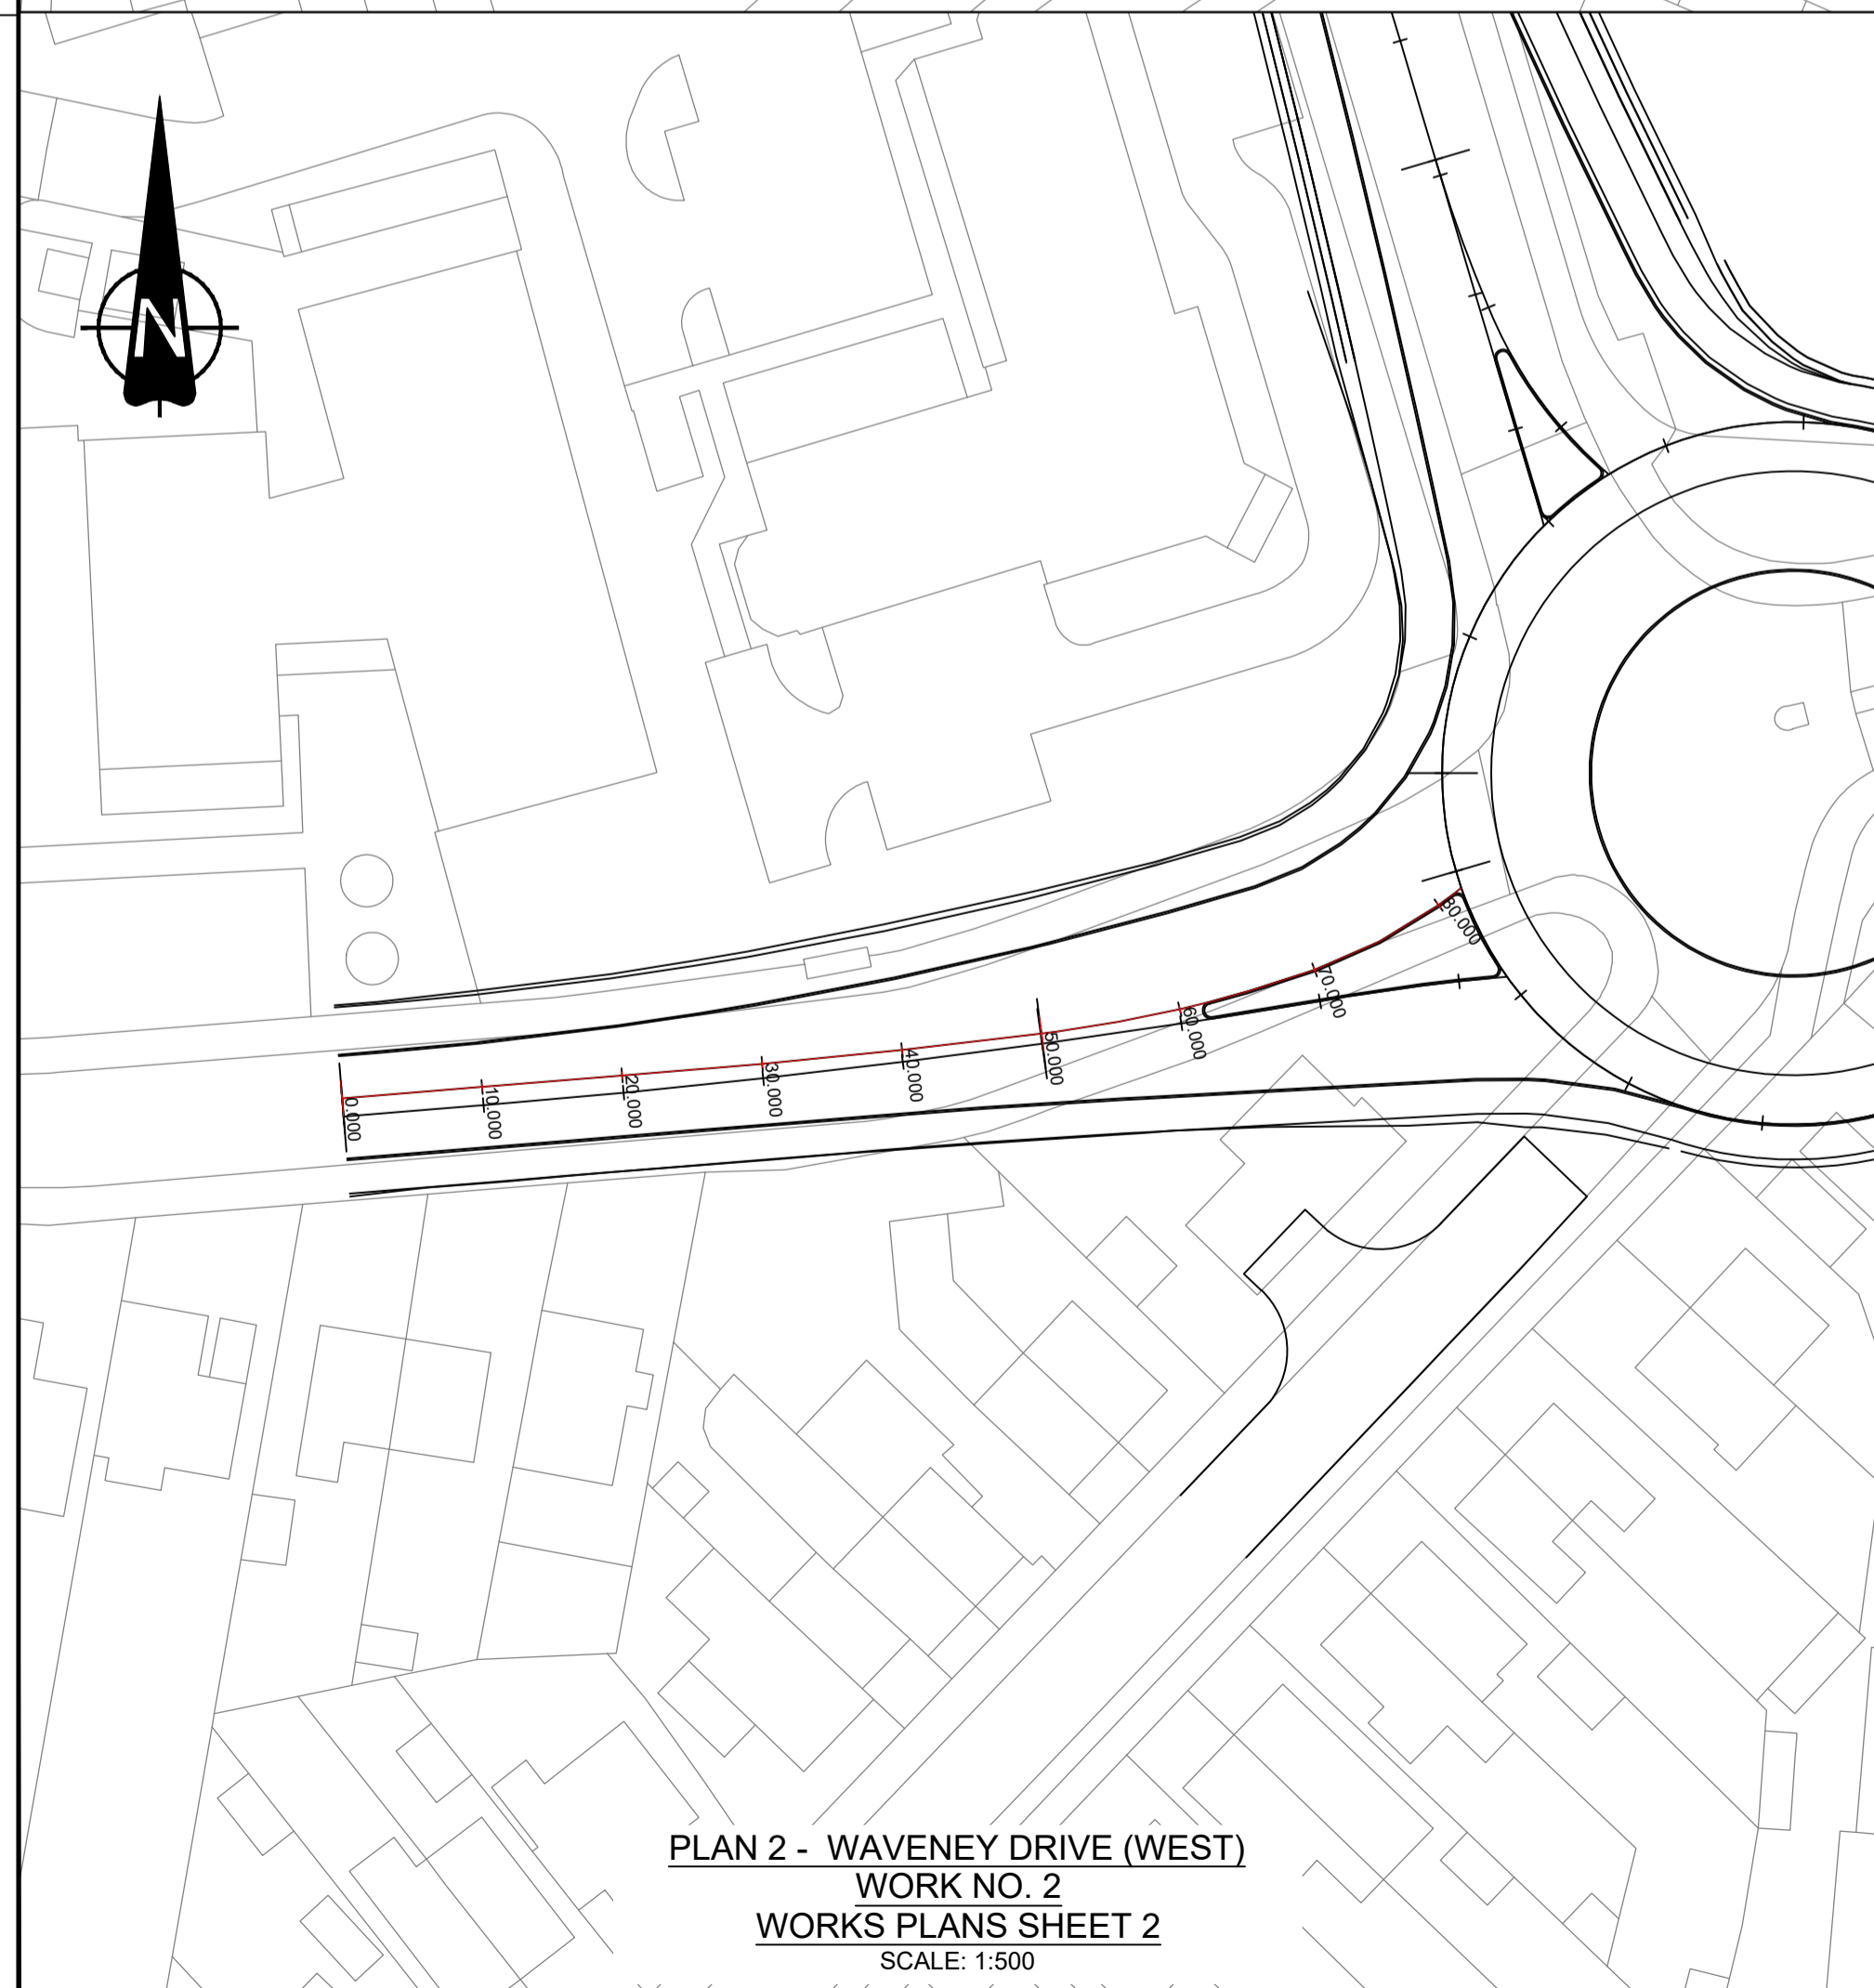 N
0.000
10.000
20.000
30.000
40.000
50.000
60.000
70.000
80.000
PLAN 2 - WAVENEY DRIVE (WEST)
WORK NO. 2
WORKS PLANS SHEET 2
SCALE: 1:500